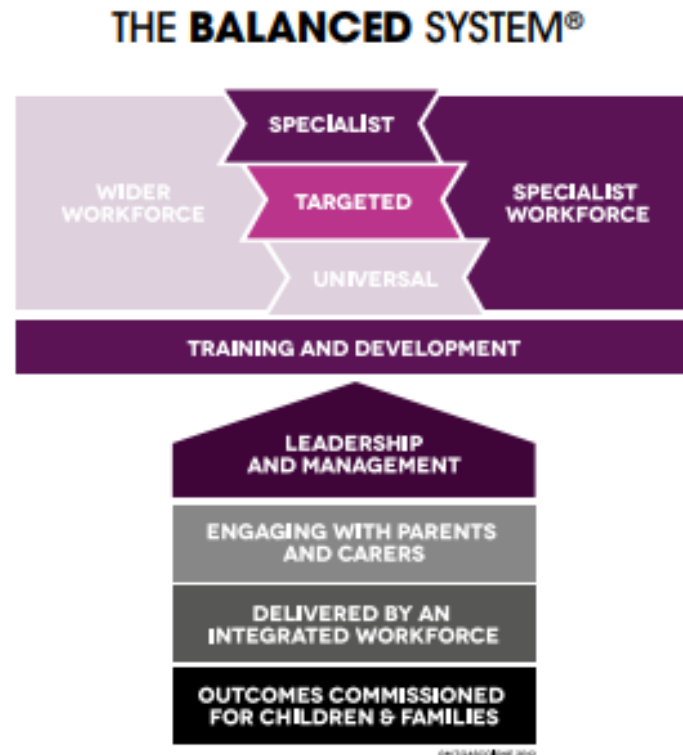 THE BALANCED SYSTEM®
SPECIALIST
WIDER
WORKFORCE
TARGETED
SPECIALIST
WORKFORCE
UNIVERSAL
TRAINING AND DEVELOPMENT
LEADERSHIP
AND MANAGEMENT
ENGAGING WITH PARENTS
AND CARERS
DELIVERED BY AN
INTEGRATED WORKFORCE
OUTCOMES COMMISSIONED
FOR CHILDREN & FAMILIES